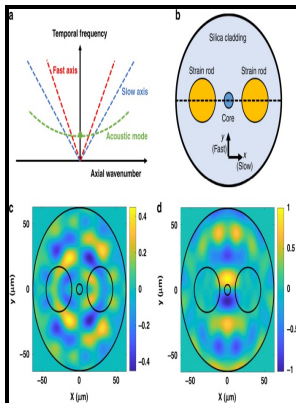 a
Temporal frequency
Fast axis
Slow axis
Acoustic mode
Axial wavenumber
b
Silica cladding
Strain rod
Strain rod
Core
y
(Fast)
x
(Slow)
c
50
0
−50
y (μm)
−50
0
50
X (μm)
0.4
0.2
0
−0.2
−0.4
d
50
0
−50
y (μm)
−50
0
50
X (μm)
1
0.5
0
−0.5
−1